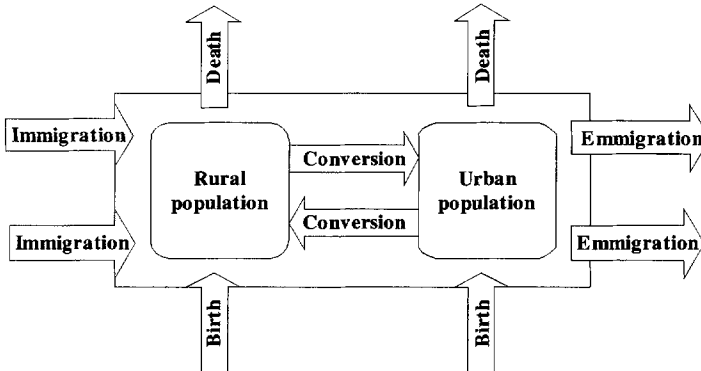 Death
Death
Immigration
Emmigration
Conversion
Rural
population
Urban
population
Conversion
Immigration
Emmigration
Birth
Birth